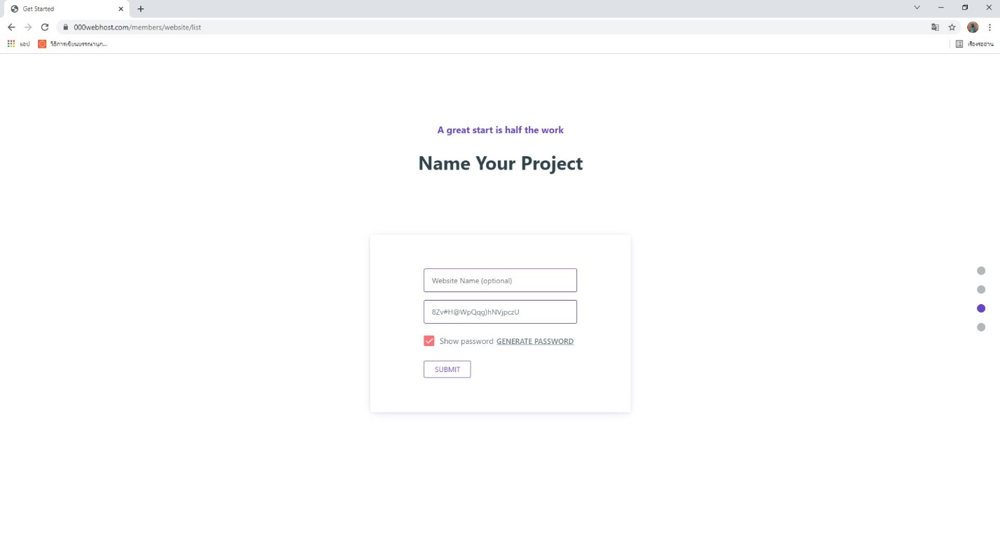 Get Started
000webhost.com/members/website/list
แอป
วิธีการเขียนบรรณานุก...
เรื่องรออ่าน
A great start is half the work
Name Your Project
Website Name (optional)
8Zv#H@WpQqg)hNVjpczU
Show password GENERATE PASSWORD
SUBMIT